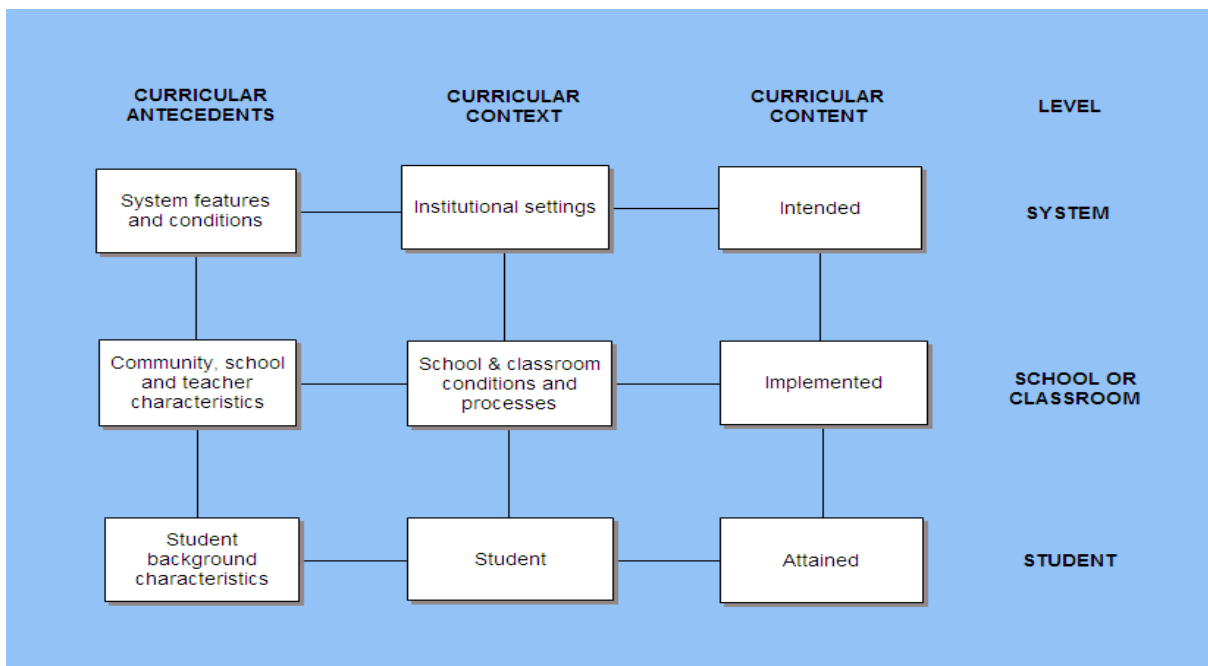 CURRICULAR
ANTECEDENTS
CURRICULAR
CONTEXT
CURRICULAR
CONTENT
LEVEL
System features
and conditions
Institutional settings
Intended
SYSTEM
Community, school
and teacher
characteristics
School & classroom
conditions and
processes
Implemented
SCHOOL OR
CLASSROOM
Student
background
characteristics
Student
Attained
STUDENT